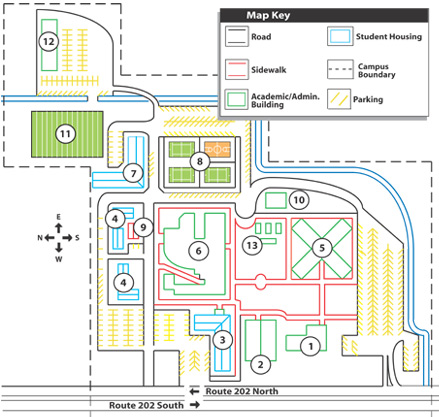 Map Key
Road
Student Housing
Sidewalk
Campus
Boundary
Academic/Admin.
Building
Parking
12
11
7
8
4
9
10
6
13
5
4
3
2
1
E
N
S
W
Route 202 North
Route 202 South